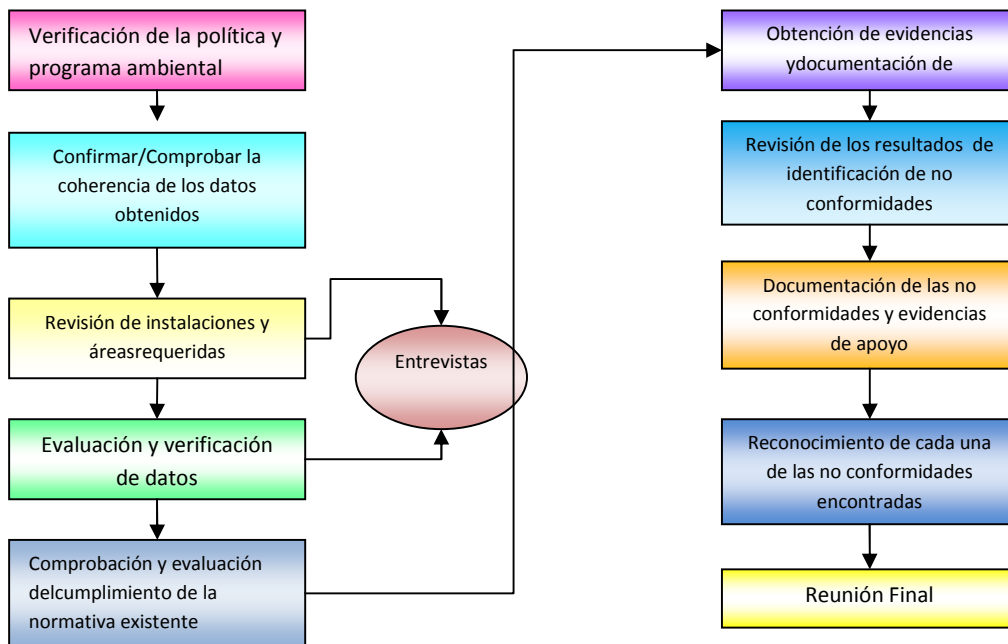 Verificación de la política y
programa ambiental
Confirmar/Comprobar la
coherencia de los datos
obtenidos
Revisión de instalaciones y
áreasrequeridas
Entrevistas
Evaluación y verificación
de datos
Comprobación y evaluación
delcumplimiento de la
normativa existente
Obtención de evidencias
ydocumentación de
Revisión de los resultados de
identificación de no
conformidades
Documentación de las no
conformidades y evidencias
de apoyo
Reconocimiento de cada una
de las no conformidades
encontradas
Reunión Final